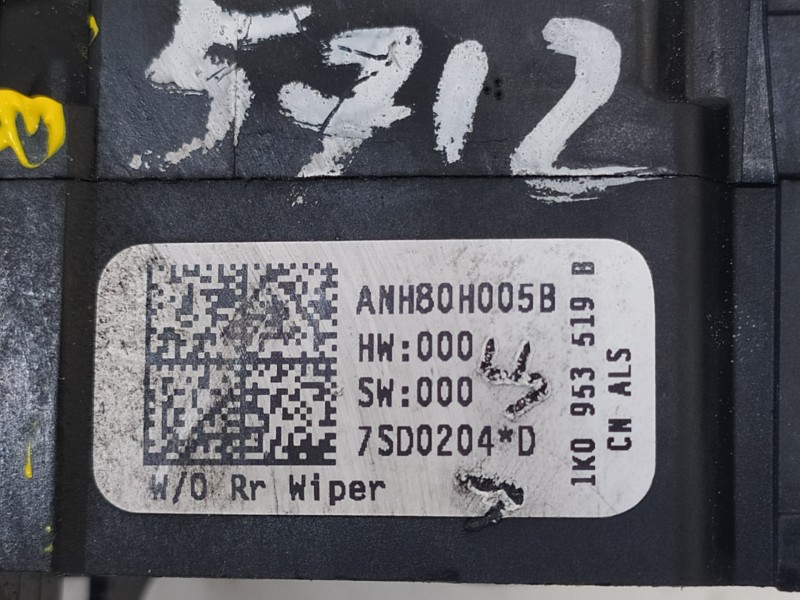 5712
ANH80H005B
HW:000
SW:000
7SD0204*D
W/O Rr Wiper
1K0 953 519 B
CN ALS